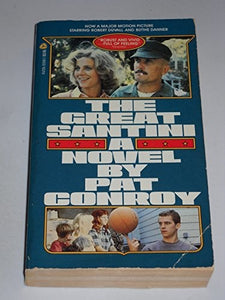 NOW A MAJOR MOTION PICTURE
STARRING ROBERT DUVALL AND BLYTHE DANNER
"ROBUST AND VIVID...
FULL OF FEELING"
THE
GREAT
SANTINI
A
NOVEL
BY
PAT
CONROY